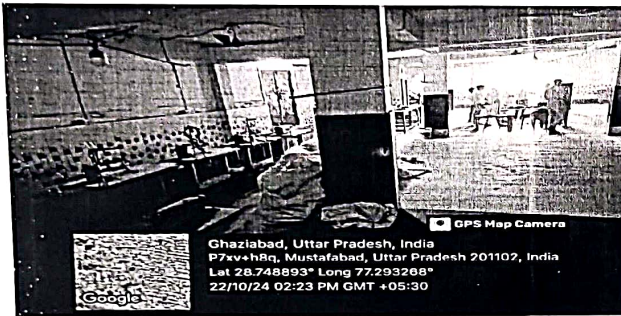 GPS Map Camera
Ghaziabad, Uttar Pradesh, India
P7xv+h8q, Mustafabad, Uttar Pradesh 201102, India
Lat 28.748893° Long 77.293268°
22/10/24 02:23 PM GMT +05:30
Google